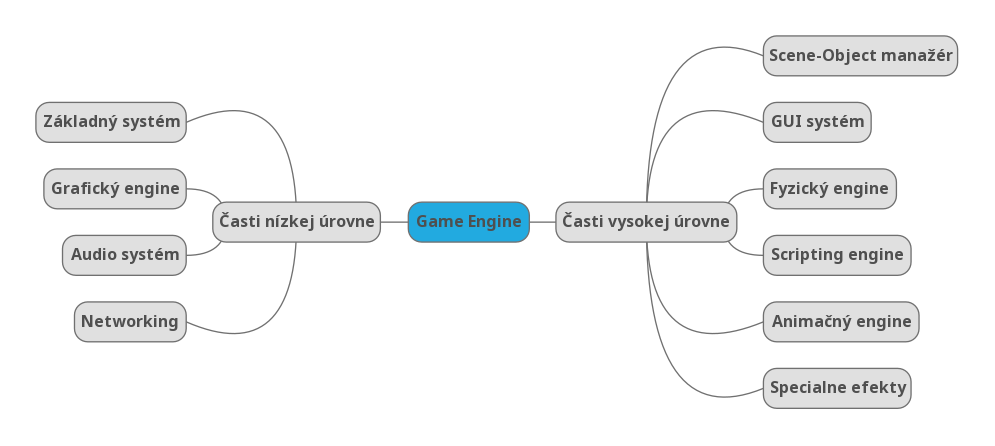 Základný systém
Grafický engine
Audio systém
Networking
Časti nízkej úrovne
Game Engine
Časti vysokej úrovne
Scene-Object manažér
GUI systém
Fyzický engine
Scripting engine
Animačný engine
Specialne efekty